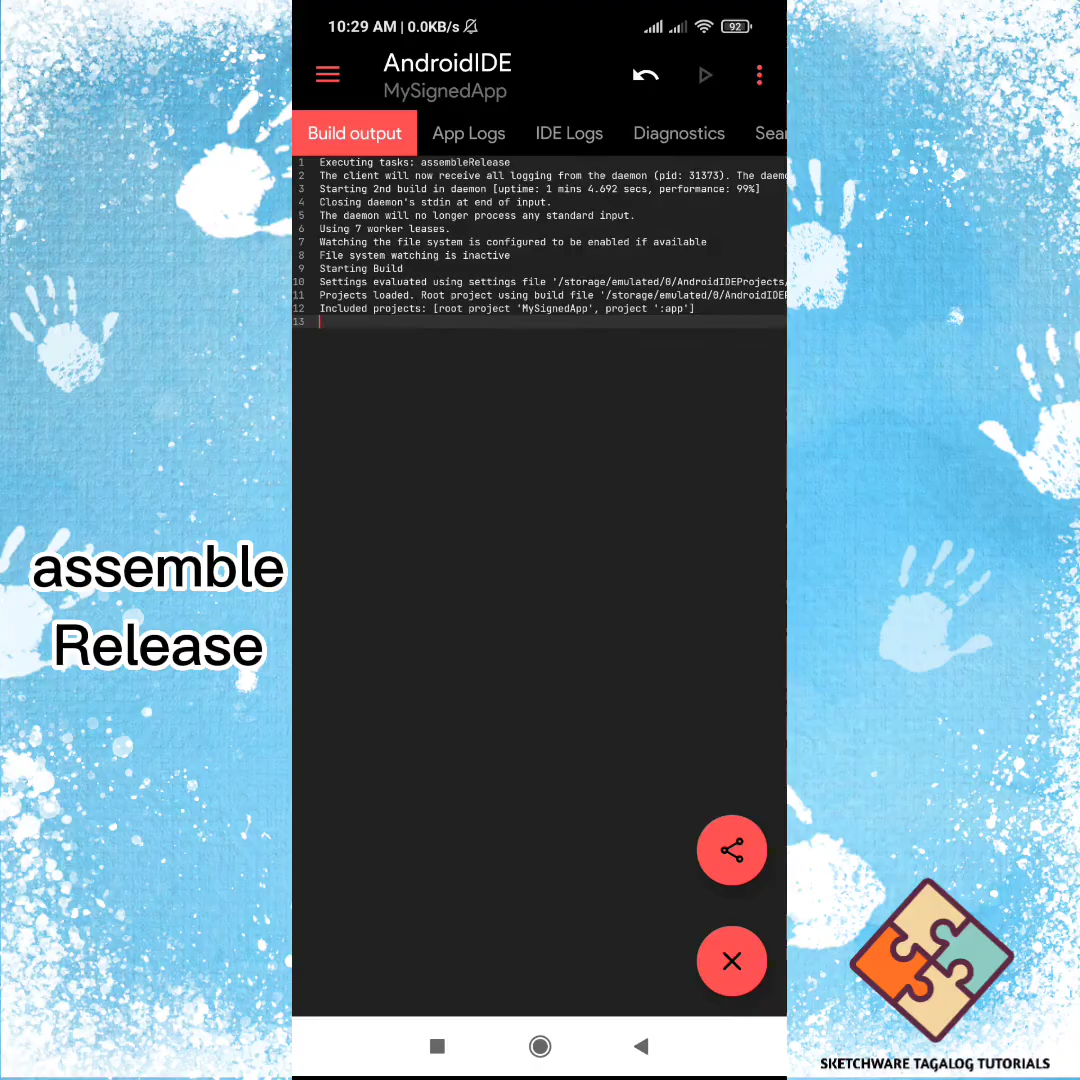 10:29 AM | 0.0KB/s
92
AndroidIDE
MySignedApp
Build output App Logs IDE Logs Diagnostics Sear
1 Executing tasks: assembleRelease
2 The client will now receive all logging from the daemon (pid: 31373). The daem
3 Starting 2nd build in daemon [uptime: 1 mins 4.692 secs, performance: 99%]
4 Closing daemon's stdin at end of input.
5 The daemon will no longer process any standard input.
6 Using 7 worker leases.
7 Watching the file system is configured to be enabled if available
8 File system watching is inactive
9 Starting Build
10 Settings evaluated using settings file '/storage/emulated/0/AndroidIDEProjects/
11 Projects loaded. Root project using build file '/storage/emulated/0/AndroidIDEP
12 Included projects: [root project 'MySignedApp', project ':app']
13
assemble
Release
SKETCHWARE TAGALOG TUTORIALS